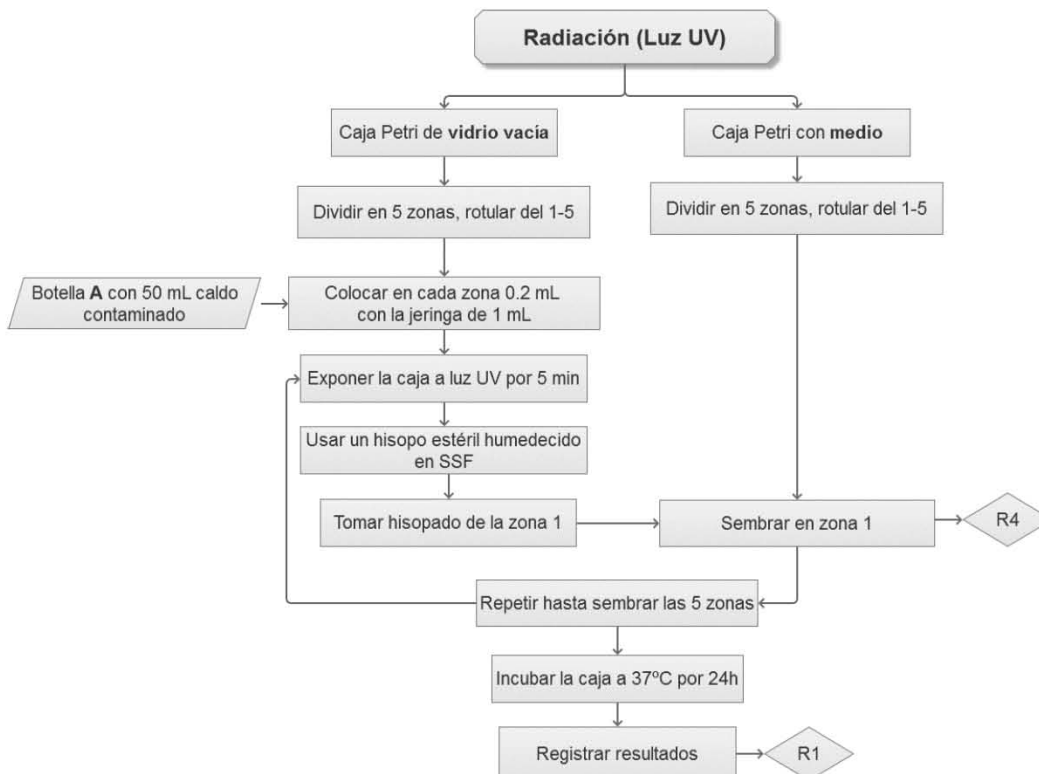 Radiación (Luz UV)
Caja Petri de vidrio vacía
Caja Petri con medio
Dividir en 5 zonas, rotular del 1-5
Dividir en 5 zonas, rotular del 1-5
Botella A con 50 mL caldo
contaminado
Colocar en cada zona 0.2 mL
con la jeringa de 1 mL
Exponer la caja a luz UV por 5 min
Usar un hisopo estéril humedecido
en SSF
Tomar hisopado de la zona 1
Sembrar en zona 1
R4
Repetir hasta sembrar las 5 zonas
Incubar la caja a 37ºC por 24h
Registrar resultados
R1